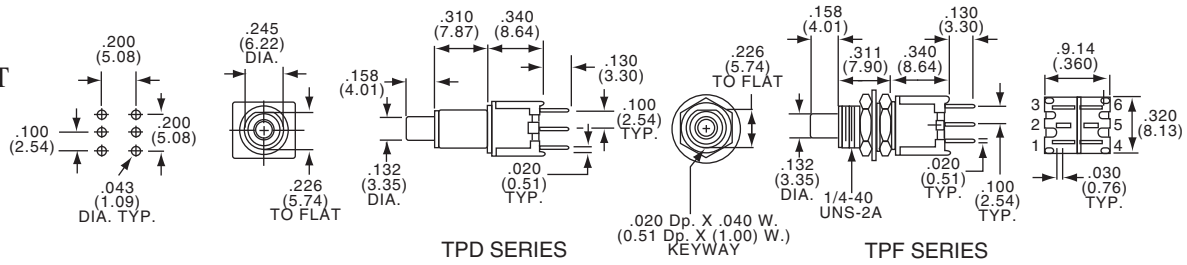 T
.200
(5.08)
.100
(2.54)
.200
(5.08)
.043
(1.09)
DIA. TYP.
.245
(6.22)
DIA.
.226
(5.74)
TO FLAT
.310
(7.87)
.340
(8.64)
.158
(4.01)
.130
(3.30)
.100
(2.54)
TYP.
.132
(3.35)
DIA.
.020
(0.51)
TYP.
TPD SERIES
.226
(5.74)
TO FLAT
.020 Dp. X .040 W.
(0.51 Dp. X (1.00) W.)
KEYWAY
.158
(4.01)
.311
(7.90)
.340
(8.64)
.130
(3.30)
.132
(3.35)
DIA.
1/4-40
UNS-2A
.020
(0.51)
TYP.
.100
(2.54)
TYP.
TPF SERIES
.9.14
(.360)
3 6
2 5
1 4
.320
(8.13)
.030
(0.76)
TYP.